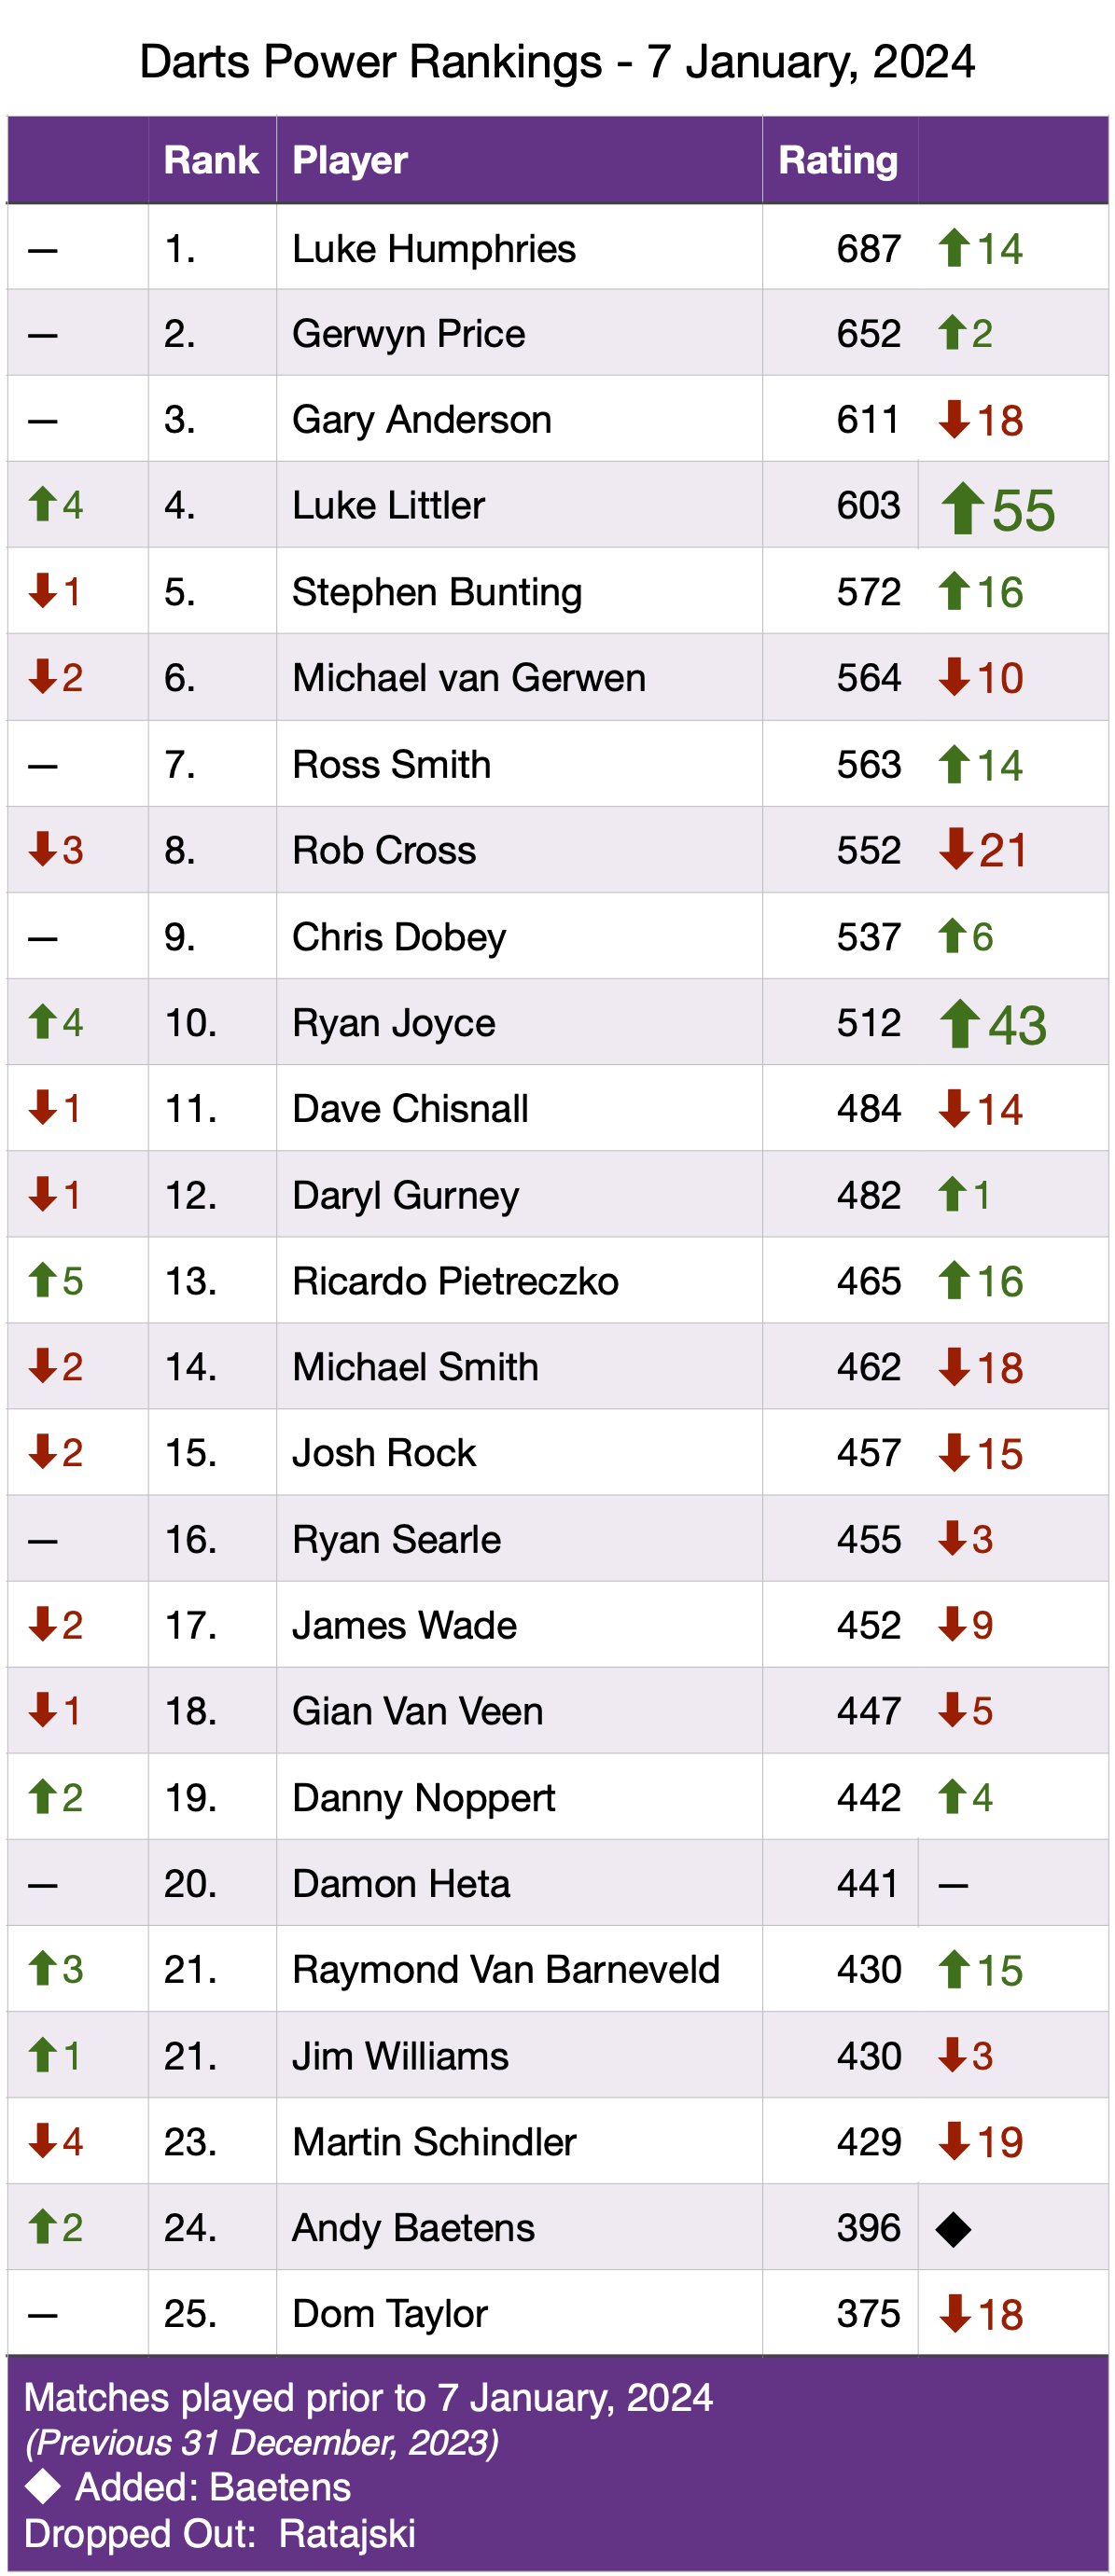 Darts Power Rankings - 7 January, 2024
Rank Player Rating
— 1. Luke Humphries 687 ⬆14
— 2. Gerwyn Price 652 ⬆2
— 3. Gary Anderson 611 ⬇18
⬆4 4. Luke Littler 603 ⬆55
⬇1 5. Stephen Bunting 572 ⬆16
⬇2 6. Michael van Gerwen 564 ⬇10
— 7. Ross Smith 563 ⬆14
⬇3 8. Rob Cross 552 ⬇21
— 9. Chris Dobey 537 ⬆6
⬆4 10. Ryan Joyce 512 ⬆43
⬇1 11. Dave Chisnall 484 ⬇14
⬇1 12. Daryl Gurney 482 ⬆1
⬆5 13. Ricardo Pietreczko 465 ⬆16
⬇2 14. Michael Smith 462 ⬇18
⬇2 15. Josh Rock 457 ⬇15
— 16. Ryan Searle 455 ⬇3
⬇2 17. James Wade 452 ⬇9
⬇1 18. Gian Van Veen 447 ⬇5
⬆2 19. Danny Noppert 442 ⬆4
— 20. Damon Heta 441 —
⬆3 21. Raymond Van Barneveld 430 ⬆15
⬆1 21. Jim Williams 430 ⬇3
⬇4 23. Martin Schindler 429 ⬇19
⬆2 24. Andy Baetens 396 ◆
— 25. Dom Taylor 375 ⬇18
Matches played prior to 7 January, 2024
(Previous 31 December, 2023)
◆ Added: Baetens
Dropped Out: Ratajski